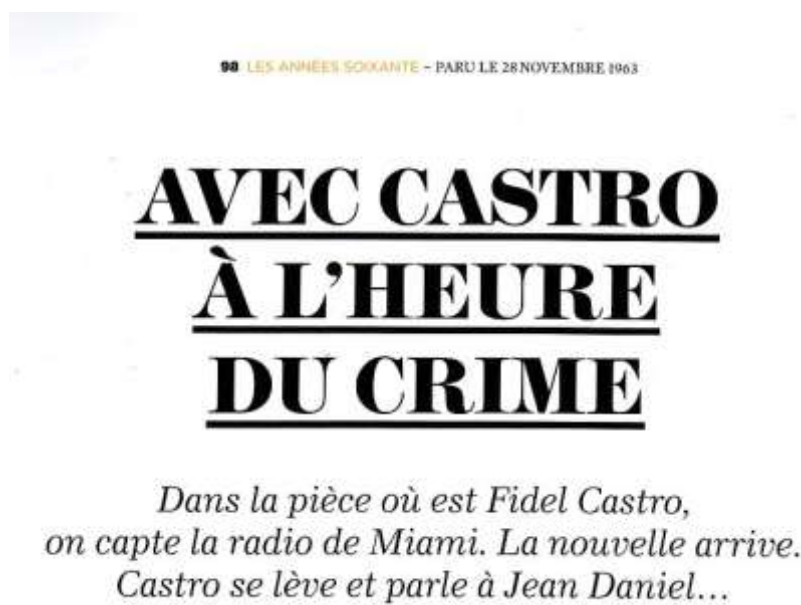 98 LES ANNÉES SOIXANTE – PARU LE 28 NOVEMBRE 1963
AVEC CASTRO
À L'HEURE
DU CRIME
Dans la pièce où est Fidel Castro,
on capte la radio de Miami. La nouvelle arrive.
Castro se lève et parle à Jean Daniel...